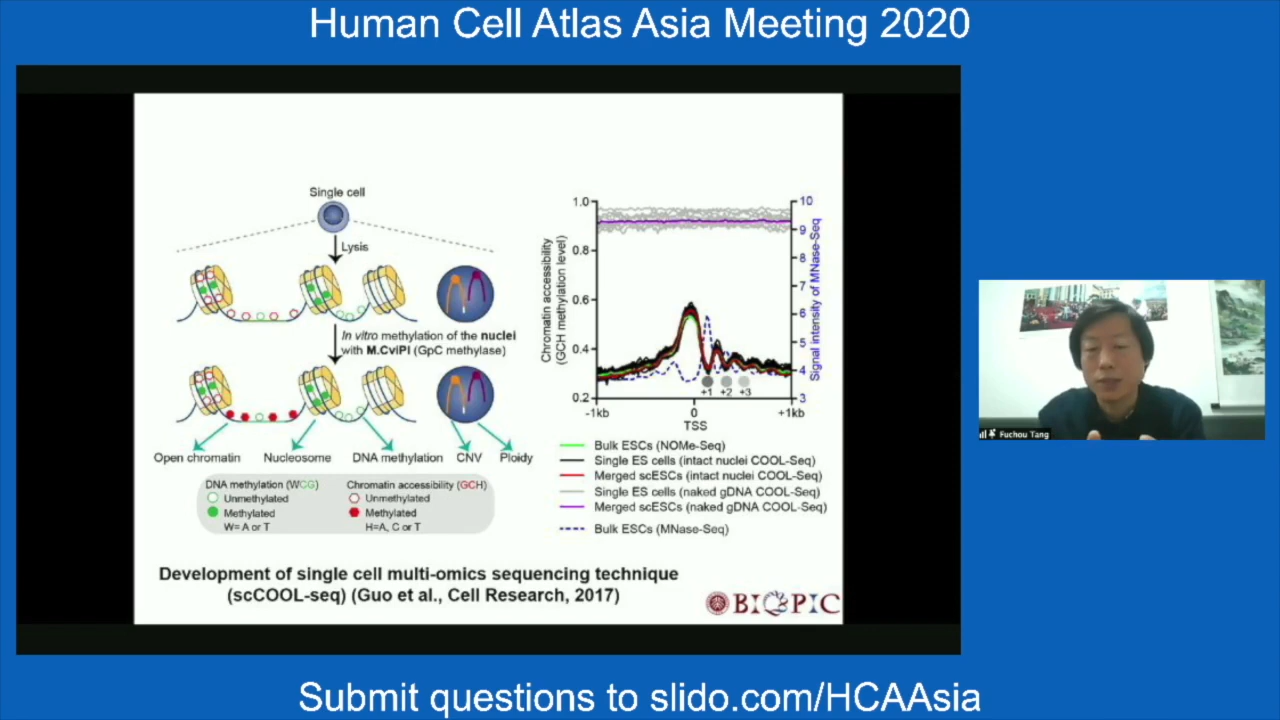 Human Cell Atlas Asia Meeting 2020
Single cell
Lysis
In vitro methylation of the nuclei
with M.CviPI (GpC methylase)
Open chromatin
Nucleosome
DNA methylation
CNV
Ploidy
DNA methylation (WCG)
Unmethylated
Methylated
W= A or T
Chromatin accessibility (GCH)
Unmethylated
Methylated
H=A, C or T
Chromatin accessibility
(GCH methylation level)
1.0
0.8
0.6
0.4
0.2
10
9
8
7
6
5
4
3
Signal intensity of MNase-Seq
+1
+2
+3
-1kb
0
+1kb
TSS
Bulk ESCs (NOMe-Seq)
Single ES cells (intact nuclei COOL-Seq)
Merged scESCs (intact nuclei COOL-Seq)
Single ES cells (naked gDNA COOL-Seq)
Merged scESCs (naked gDNA COOL-Seq)
Bulk ESCs (MNase-Seq)
Development of single cell multi-omics sequencing technique
(scCOOL-seq) (Guo et al., Cell Research, 2017)
BIOPIC
Fuchou Tang
Submit questions to slido.com/HCAAsia